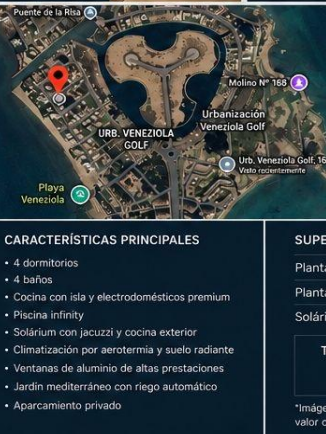 Puente de la Risa
Molino Nº 168
Urbanización
Veneziola Golf
URB. VENEZIOLA
GOLF
Urb. Veneziola Golf, 16
Visto recientemente
Playa
Veneziola
CARACTERÍSTICAS PRINCIPALES
• 4 dormitorios
• 4 baños
• Cocina con isla y electrodomésticos premium
• Piscina infinity
• Solárium con jacuzzi y cocina exterior
• Climatización por aerotermia y suelo radiante
• Ventanas de aluminio de altas prestaciones
• Jardín mediterráneo con riego automático
• Aparcamiento privado
SUPE
Planta
Planta
Solári
T
*Imáge
valor c